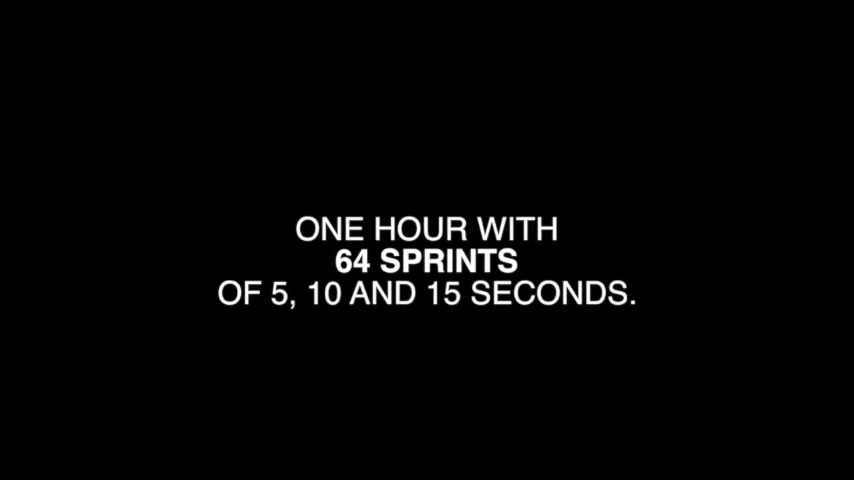 ONE HOUR WITH
64 SPRINTS
OF 5, 10 AND 15 SECONDS.